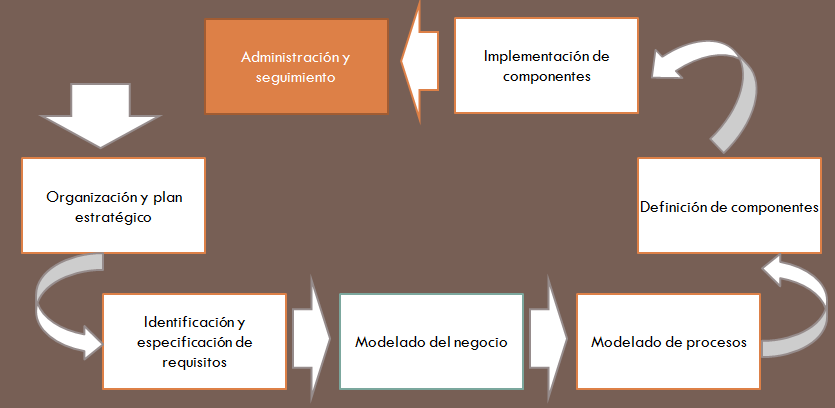 Administración y
seguimiento
Implementación de
componentes
Organización y plan
estratégico
Definición de componentes
Identificación y
especificación de
requisitos
Modelado del negocio
Modelado de procesos